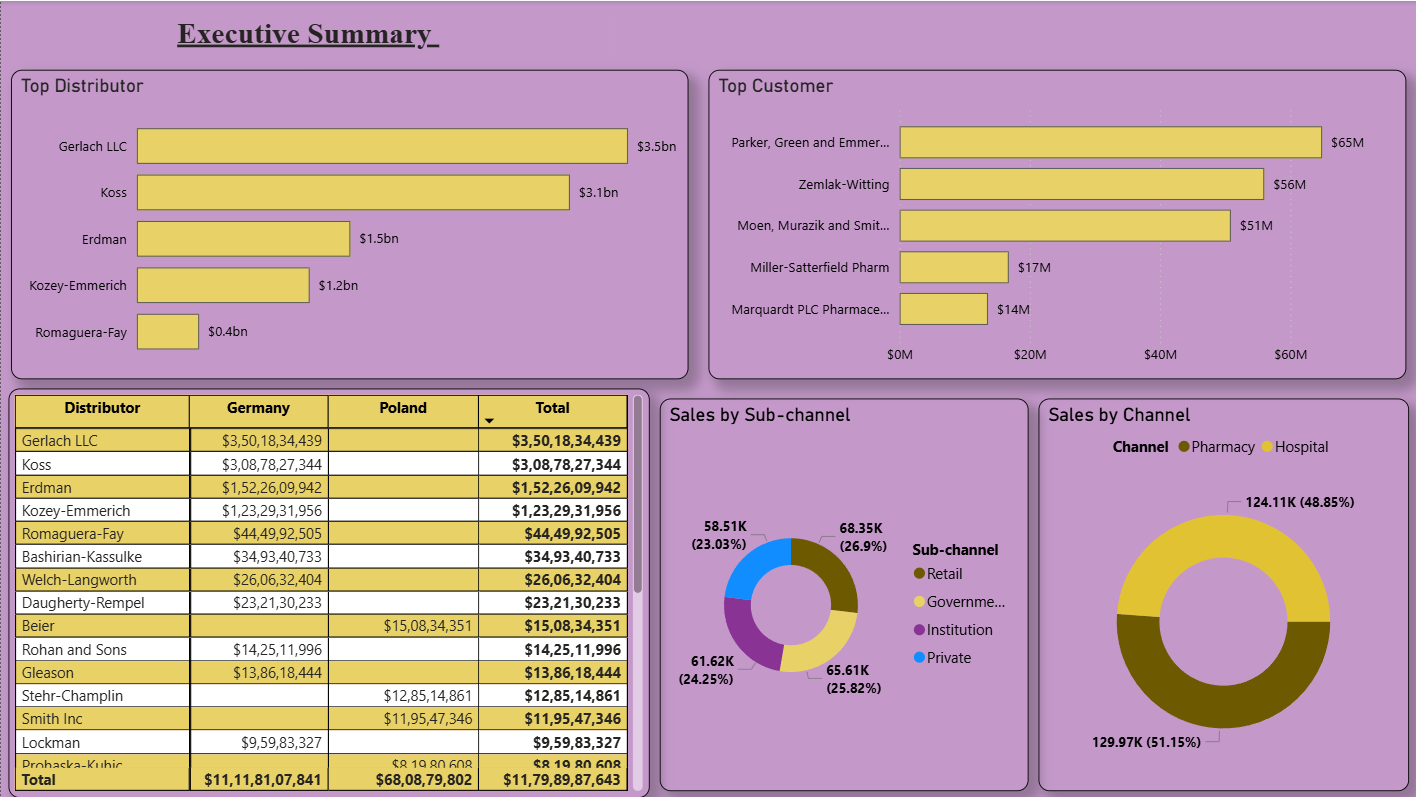 Executive Summary
Top Distributor
Gerlach LLC $3.5bn
Koss $3.1bn
Erdman $1.5bn
Kozey-Emmerich $1.2bn
Romaguera-Fay $0.4bn
Top Customer
Parker, Green and Emmer... $65M
Zemlak-Witting $56M
Moen, Murazik and Smit... $51M
Miller-Satterfield Pharm $17M
Marquardt PLC Pharmace... $14M
$0M $20M $40M $60M
Distributor Germany Poland Total
Gerlach LLC $3,50,18,34,439 $3,50,18,34,439
Koss $3,08,78,27,344 $3,08,78,27,344
Erdman $1,52,26,09,942 $1,52,26,09,942
Kozey-Emmerich $1,23,29,31,956 $1,23,29,31,956
Romaguera-Fay $44,49,92,505 $44,49,92,505
Bashirian-Kassulke $34,93,40,733 $34,93,40,733
Welch-Langworth $26,06,32,404 $26,06,32,404
Daugherty-Rempel $23,21,30,233 $23,21,30,233
Beier $15,08,34,351 $15,08,34,351
Rohan and Sons $14,25,11,996 $14,25,11,996
Gleason $13,86,18,444 $13,86,18,444
Stehr-Champlin $12,85,14,861 $12,85,14,861
Smith Inc $11,95,47,346 $11,95,47,346
Lockman $9,59,83,327 $9,59,83,327
Prohaska-Kuhic $8,19,80,608 $8,19,80,608
Total $11,11,81,07,841 $68,08,79,802 $11,79,89,87,643
Sales by Sub-channel
58.51K
(23.03%)
68.35K
(26.9%)
61.62K
(24.25%)
65.61K
(25.82%)
Sub-channel
Retail
Governme...
Institution
Private
Sales by Channel
Channel Pharmacy Hospital
124.11K (48.85%)
129.97K (51.15%)